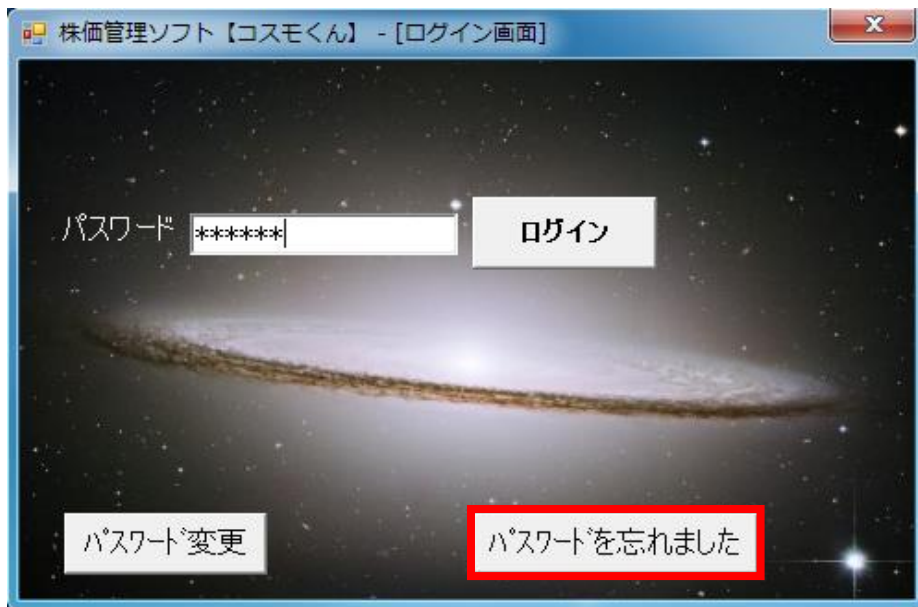 株価管理ソフト【コスモくん】 - [ログイン画面]
パスワード ****** ログイン
パスワード変更 パスワードを忘れました